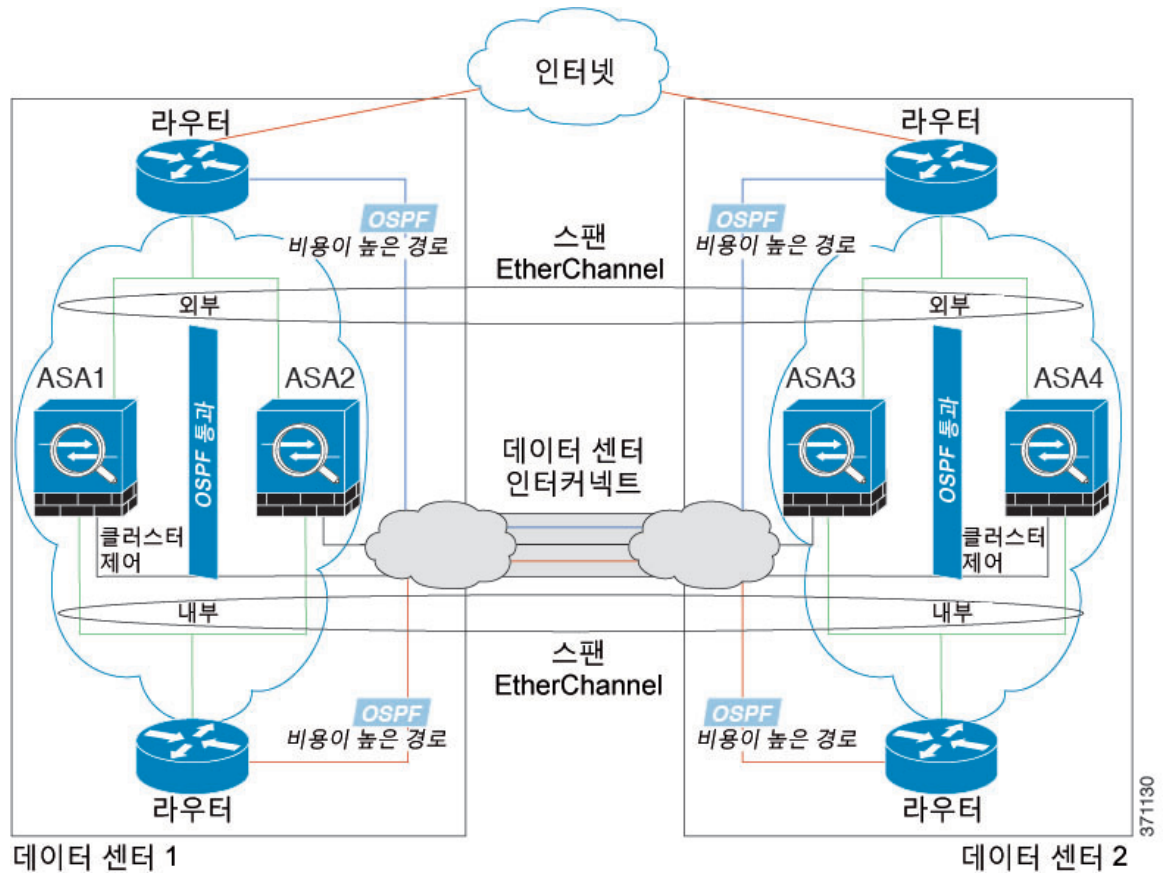 인터넷
라우터
라우터
OSPF
비용이 높은 경로
스팬
EtherChannel
OSPF
비용이 높은 경로
외부
외부
ASA1
ASA2
ASA3
ASA4
OSPF 통과
OSPF 통과
데이터 센터
인터커넥트
클러스터
제어
클러스터
제어
내부
내부
스팬
EtherChannel
OSPF
비용이 높은 경로
OSPF
비용이 높은 경로
라우터
라우터
데이터 센터 1
데이터 센터 2
371130